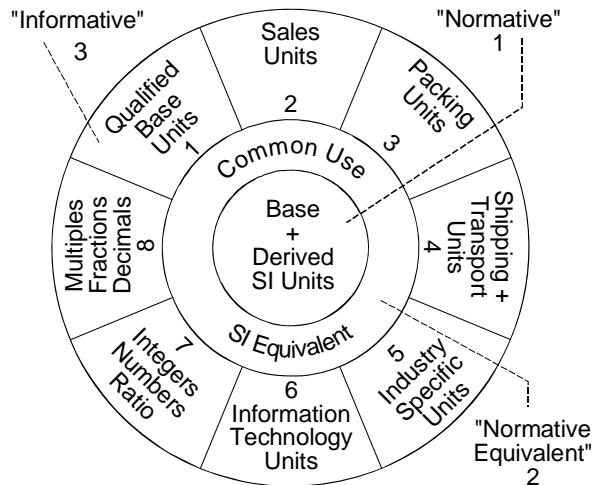 "Informative"
3
"Normative"
1
Qualified
Base
Units
1
Sales
Units
2
Packing
Units
3
Shipping +
Transport
Units
4
5
Industry
Specific
Units
6
Information
Technology
Units
7
Integers
Numbers
Ratio
Multiples
Fractions
Decimals
8
Common Use
SI Equivalent
Base
+
Derived
SI Units
"Normative
Equivalent"
2